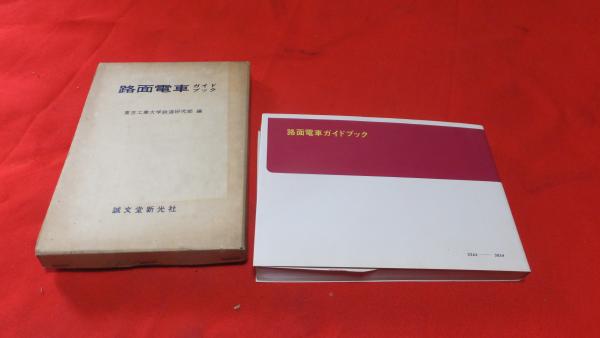 路面電車ガイドブック
東京工業大学鉄道研究部 編
誠文堂新光社
路面電車ガイドブック